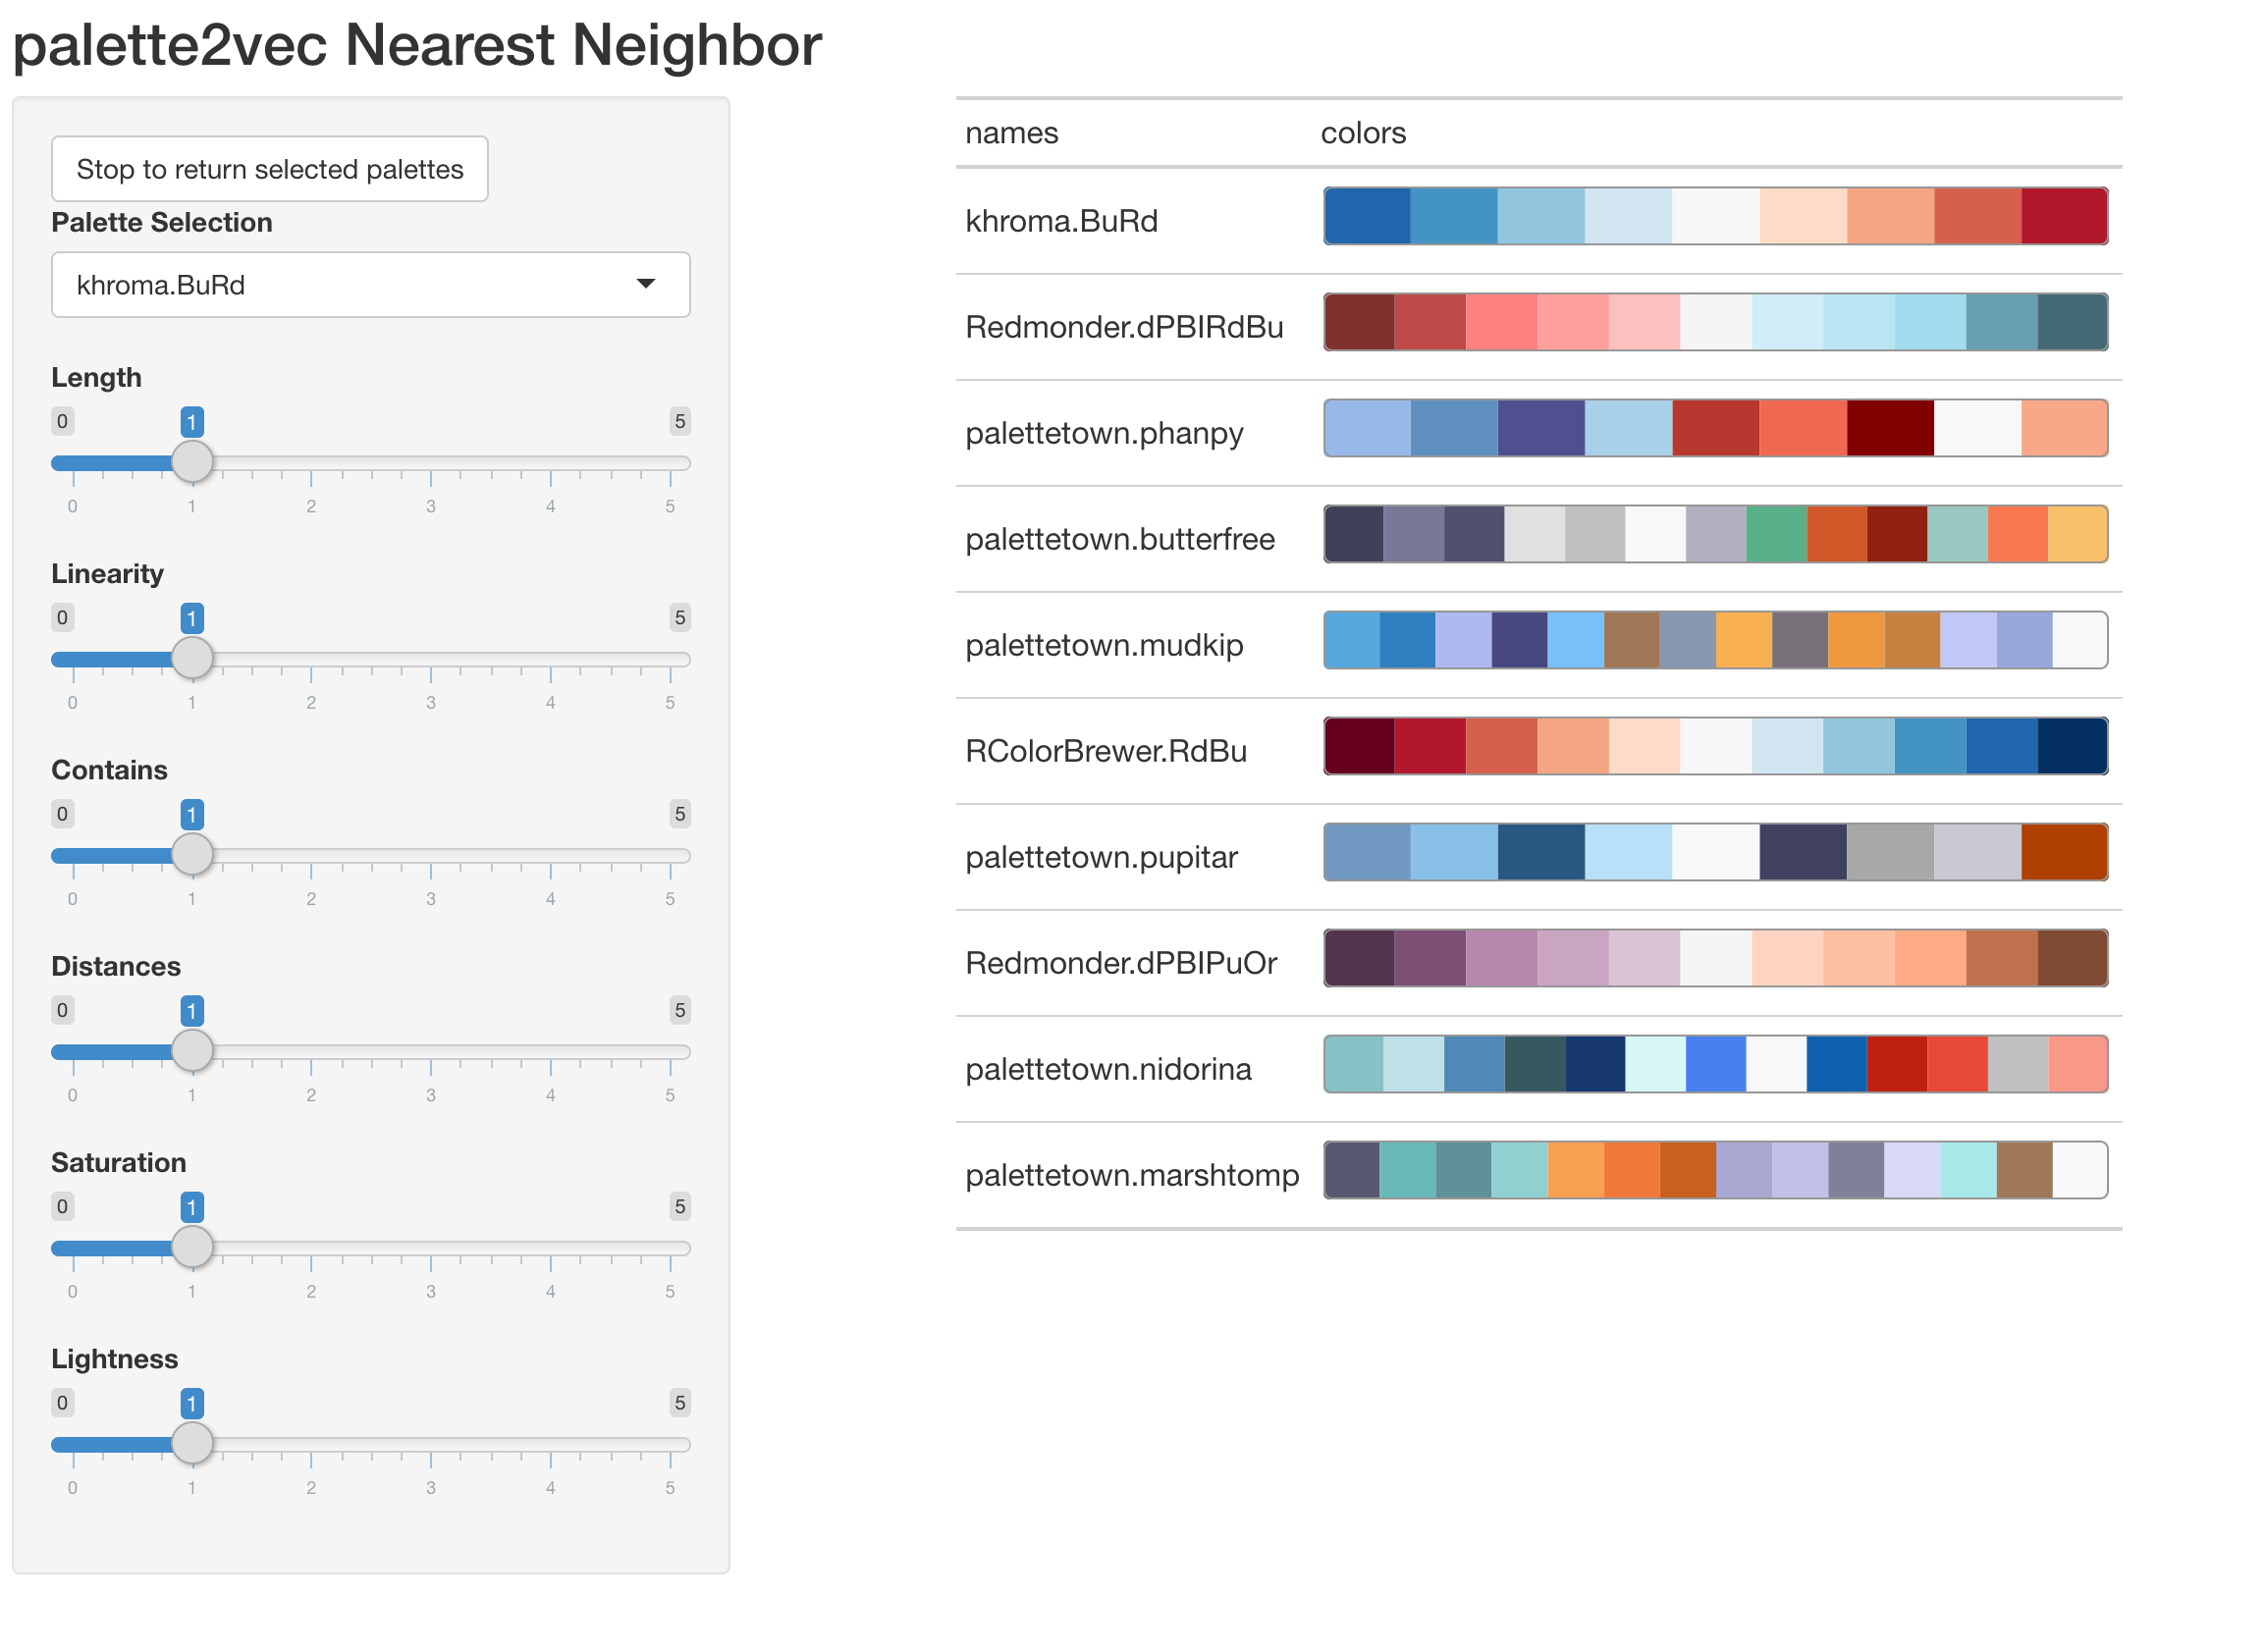 palette2vec Nearest Neighbor
Stop to return selected palettes
Palette Selection
khroma.BuRd
Length
0 1 5
0 1 2 3 4 5
Linearity
0 1 5
0 1 2 3 4 5
Contains
0 1 5
0 1 2 3 4 5
Distances
0 1 5
0 1 2 3 4 5
Saturation
0 1 5
0 1 2 3 4 5
Lightness
0 1 5
0 1 2 3 4 5
names colors
khroma.BuRd
Redmonder.dPBIRdBu
palettetown.phanpy
palettetown.butterfree
palettetown.mudkip
RColorBrewer.RdBu
palettetown.pupitar
Redmonder.dPBIPuOr
palettetown.nidorina
palettetown.marshtomp